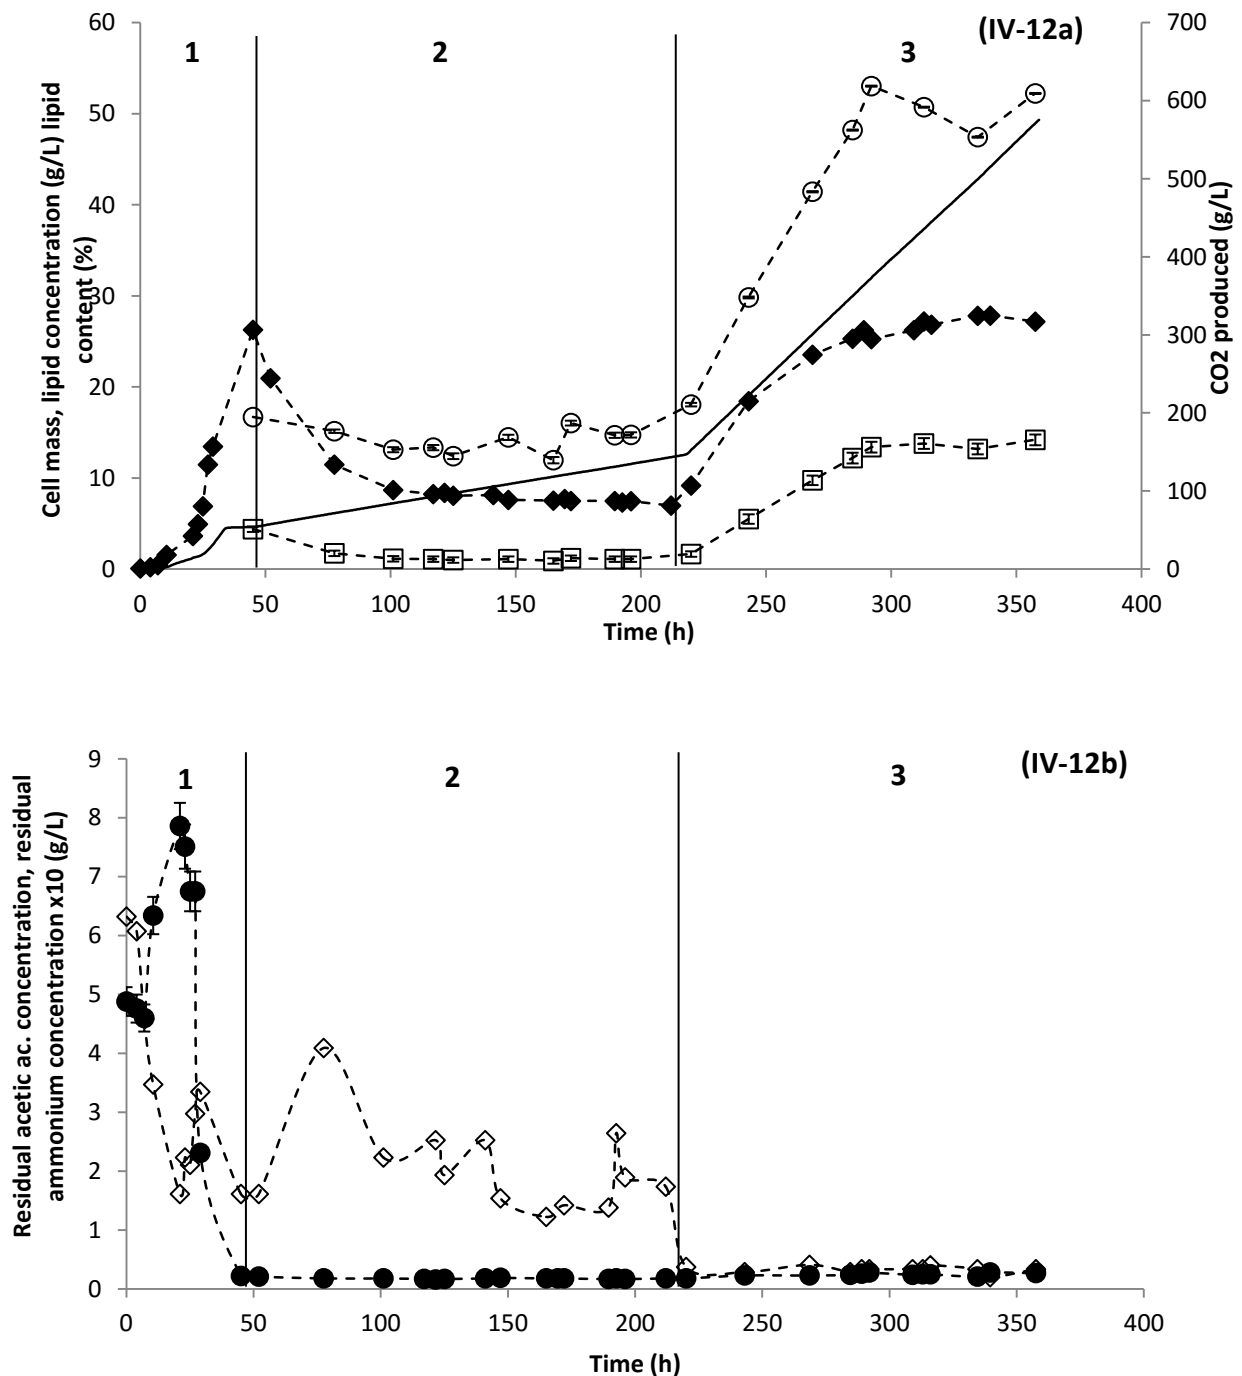 (IV-12a)
1
2
3
Cell mass, lipid concentration (g/L) lipid
content (%)
60
50
40
30
20
10
0
700
600
500
400
300
200
100
0
CO2 produced (g/L)
0 50 100 150 200 250 300 350 400
Time (h)
(IV-12b)
1
2
3
Residual acetic ac. concentration, residual
ammonium concentration x10 (g/L)
9
8
7
6
5
4
3
2
1
0
0 50 100 150 200 250 300 350 400
Time (h)